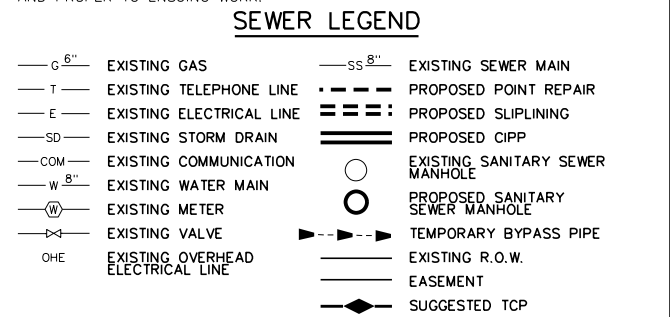 AND PROPER TO ENSUING WORK.
SEWER LEGEND
G 6" EXISTING GAS
T EXISTING TELEPHONE LINE
E EXISTING ELECTRICAL LINE
SD EXISTING STORM DRAIN
COM EXISTING COMMUNICATION
W 8" EXISTING WATER MAIN
W EXISTING METER
EXISTING VALVE
OHE EXISTING OVERHEAD
ELECTRICAL LINE
SS 8" EXISTING SEWER MAIN
PROPOSED POINT REPAIR
PROPOSED SLIPLINING
PROPOSED CIPP
EXISTING SANITARY SEWER
MANHOLE
PROPOSED SANITARY
SEWER MANHOLE
TEMPORARY BYPASS PIPE
EXISTING R.O.W.
EASEMENT
SUGGESTED TCP